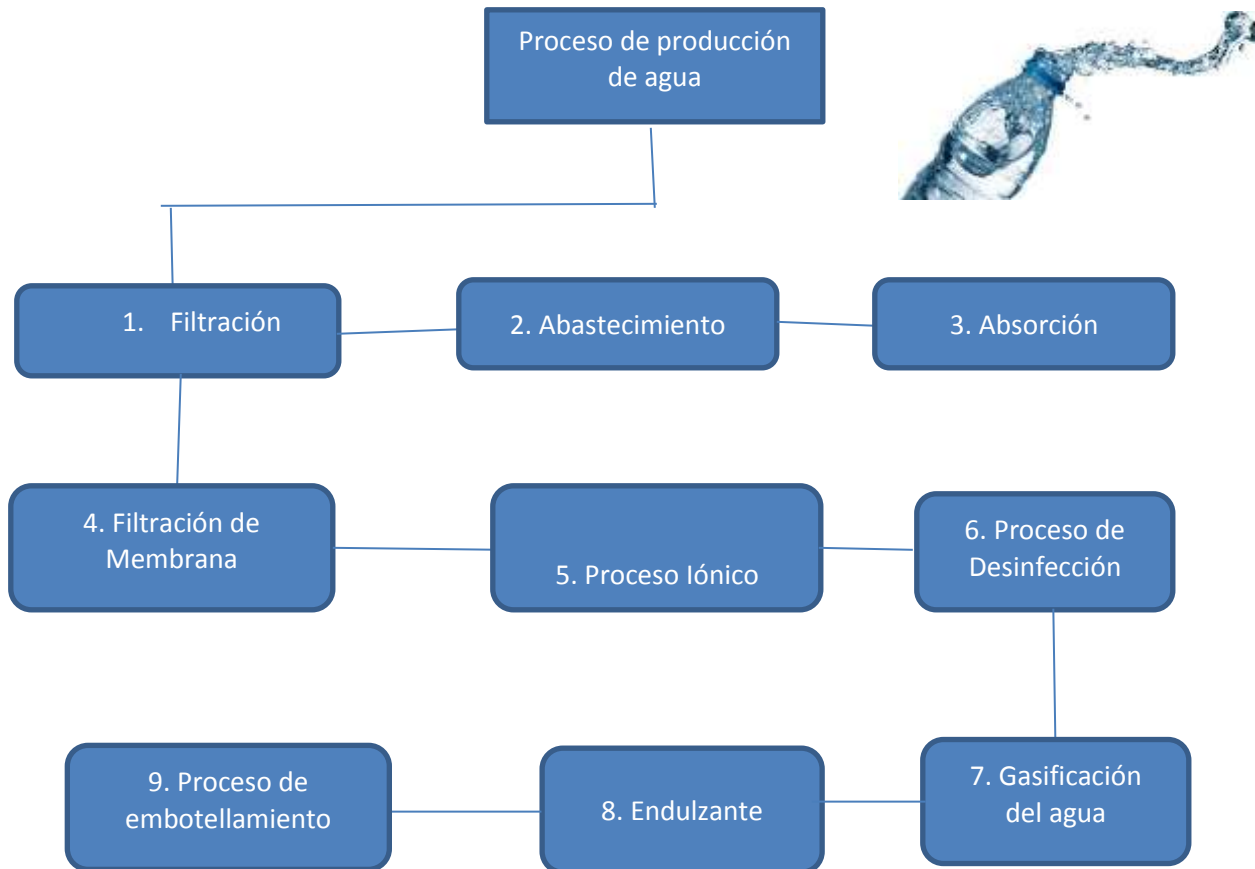 Proceso de producción
de agua
1. Filtración
2. Abastecimiento
3. Absorción
4. Filtración de
Membrana
5. Proceso Iónico
6. Proceso de
Desinfección
9. Proceso de
embotellamiento
8. Endulzante
7. Gasificación
del agua